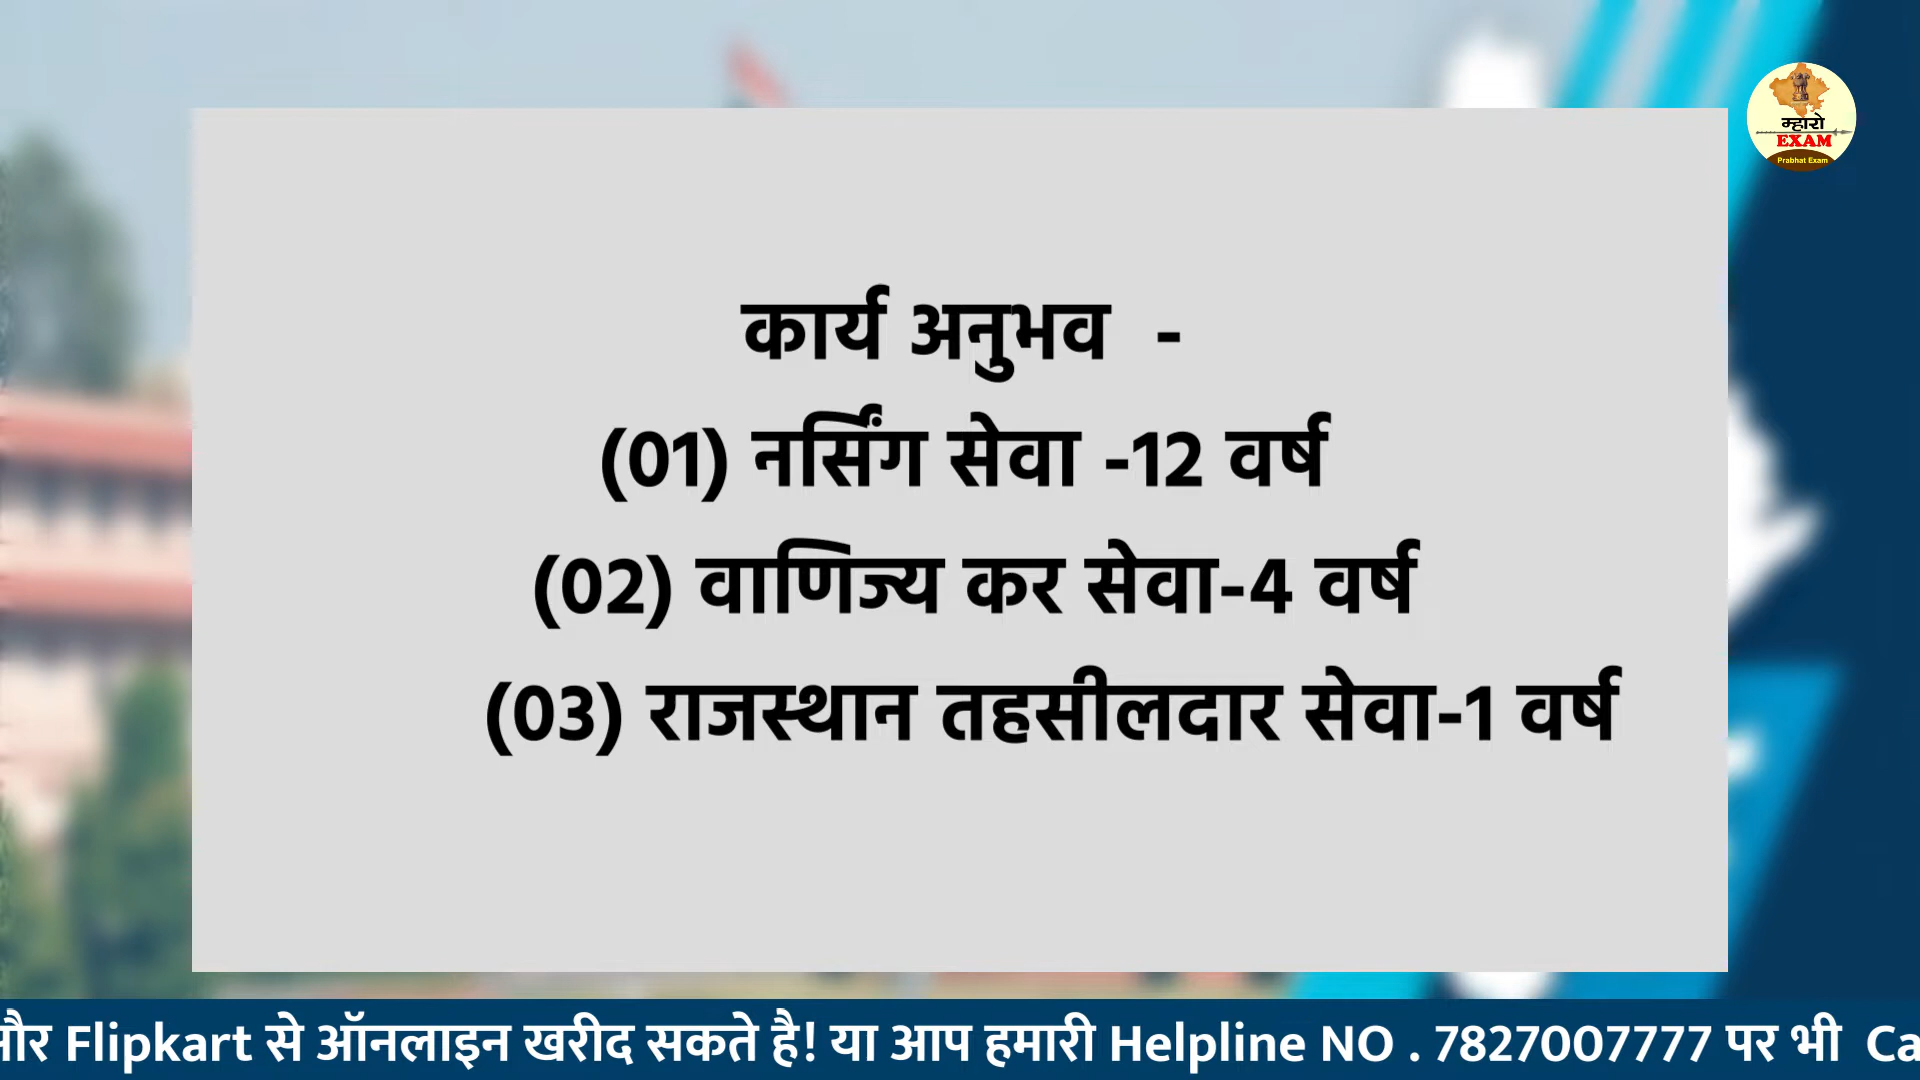 म्हारो
EXAM
Prabhat Exam
कार्य अनुभव -
(01) नर्सिंग सेवा -12 वर्ष
(02) वाणिज्य कर सेवा-4 वर्ष
(03) राजस्थान तहसीलदार सेवा-1 वर्ष
और Flipkart से ऑनलाइन खरीद सकते है! या आप हमारी Helpline NO . 7827007777 पर भी Ca